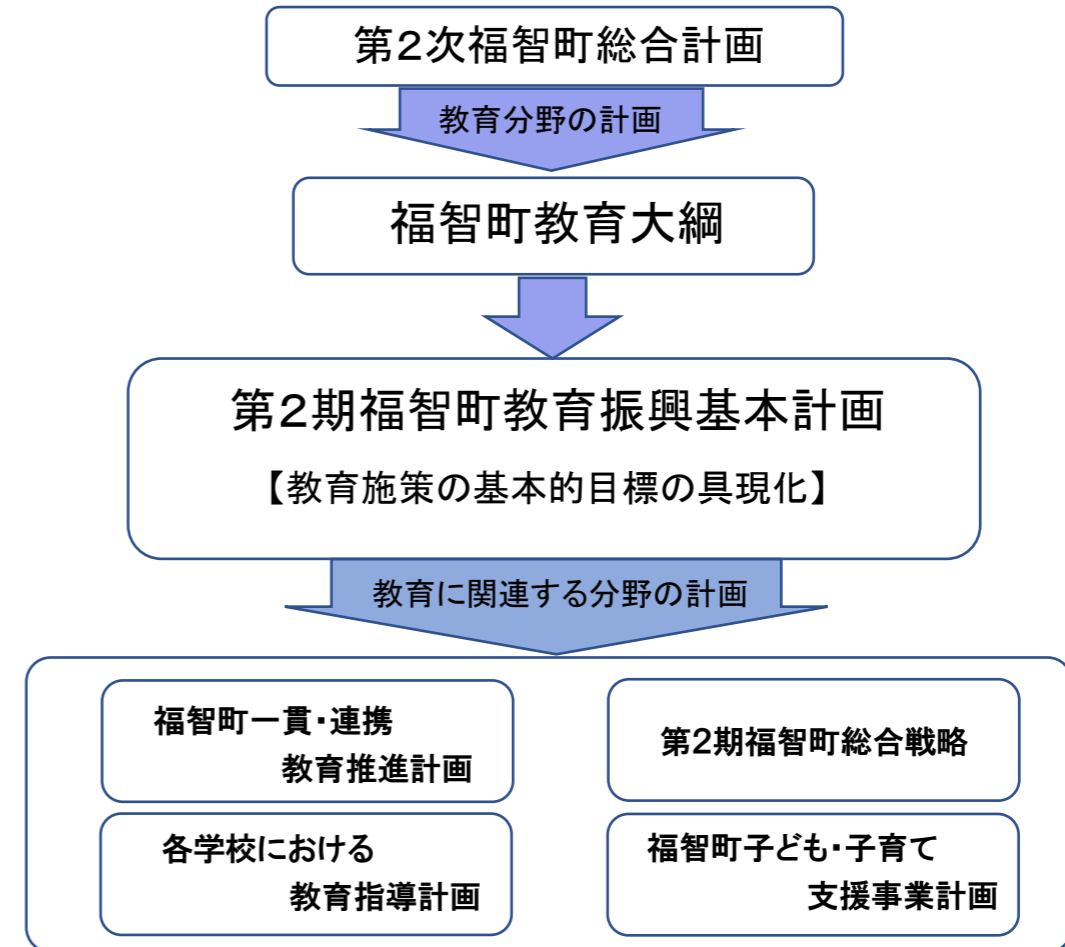 第2次福智町総合計画
教育分野の計画
福智町教育大綱
第2期福智町教育振興基本計画
【教育施策の基本的目標の具現化】
教育に関連する分野の計画
福智町一貫・連携
教育推進計画
第2期福智町総合戦略
各学校における
教育指導計画
福智町子ども・子育て
支援事業計画